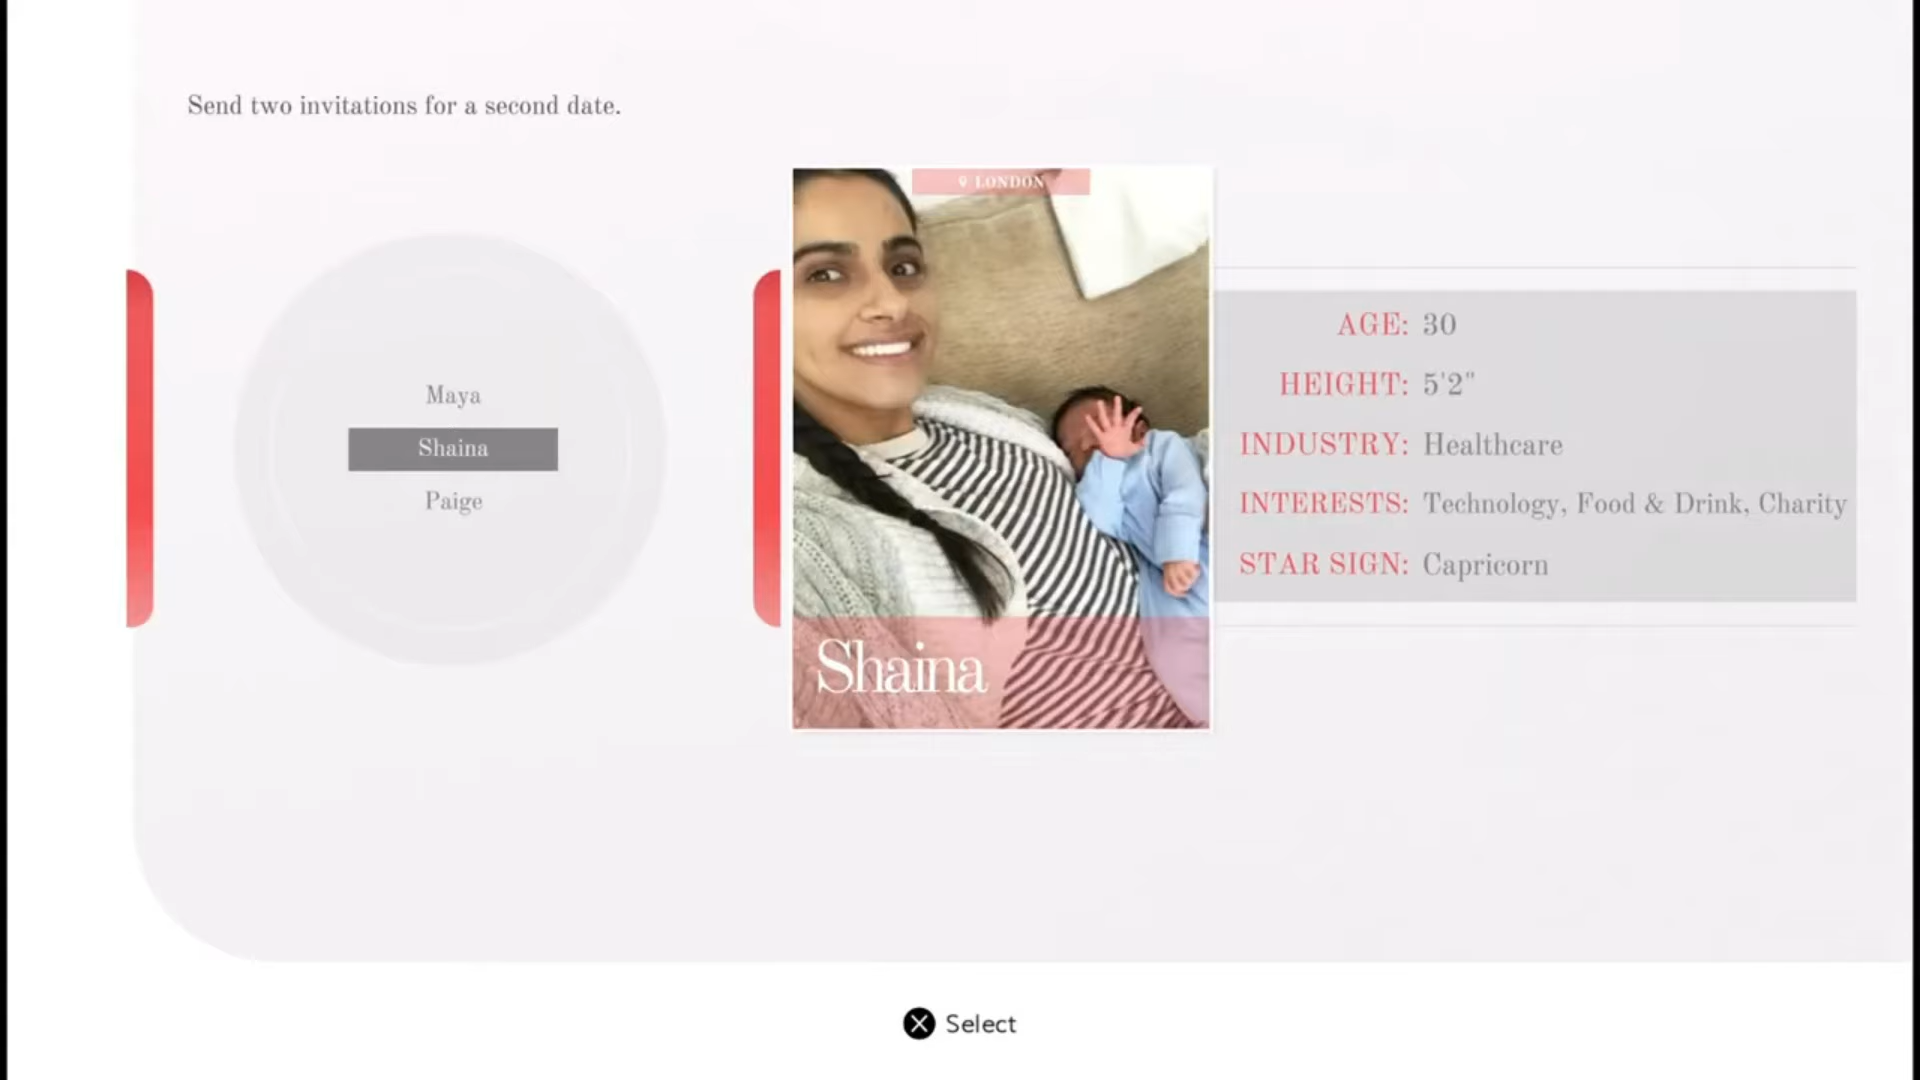 Send two invitations for a second date.
Maya
Shaina
Paige
LONDON
Shaina
AGE: 30
HEIGHT: 5'2"
INDUSTRY: Healthcare
INTERESTS: Technology, Food & Drink, Charity
STAR SIGN: Capricorn
Select